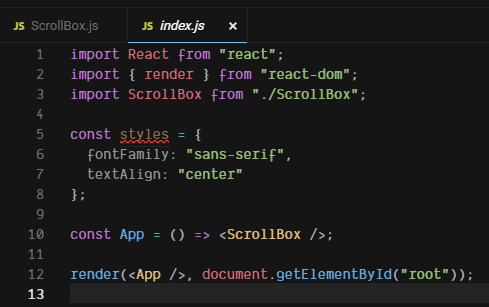 JS ScrollBox.js JS index.js ×
1 import React from "react";
2 import { render } from "react-dom";
3 import ScrollBox from "./ScrollBox";
4
5 const styles = {
6   fontFamily: "sans-serif",
7   textAlign: "center"
8 };
9
10 const App = () => <ScrollBox />;
11
12 render(<App />, document.getElementById("root"));
13